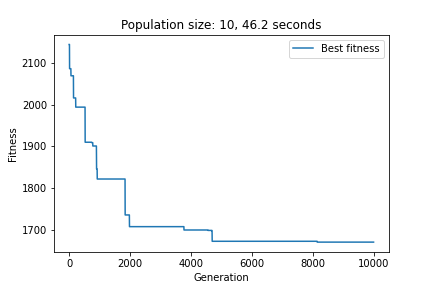 Population size: 10, 46.2 seconds
Best fitness
2100
2000
1900
1800
1700
Fitness
0 2000 4000 6000 8000 10000
Generation